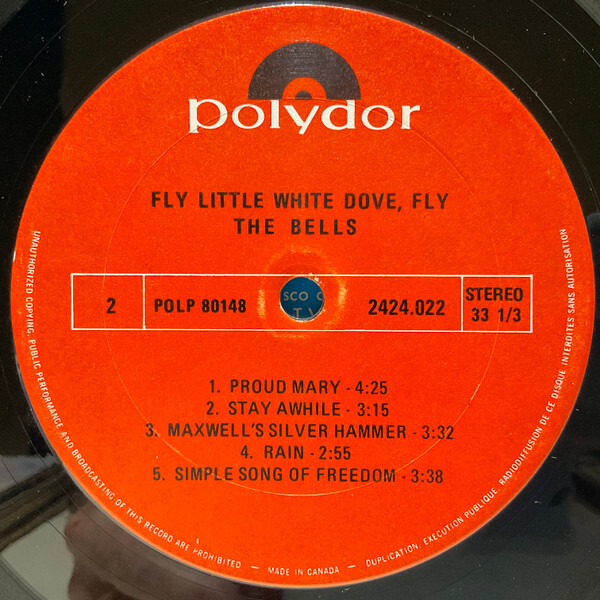 polydor
FLY LITTLE WHITE DOVE, FLY
THE BELLS
2
POLP 80148
SCO
2424.022
STEREO
33 1/3
1. PROUD MARY - 4:25
2. STAY AWHILE - 3:15
3. MAXWELL'S SILVER HAMMER - 3:32
4. RAIN - 2:55
5. SIMPLE SONG OF FREEDOM - 3:38
UNAUTHORIZED COPYING, PUBLIC PERFORMANCE AND BROADCASTING OF THIS RECORD ARE PROHIBITED — MADE IN CANADA — DUPLICATION, EXECUTION PUBLIQUE, RADIODIFFUSION DE CE DISQUE INTERDITES SANS AUTORISATION